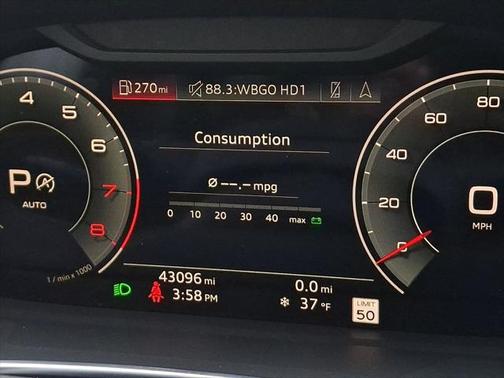 270 mi 88.3:WBGO HD1
4 5 6 7 8
1 / min x 1000
P A
AUTO
Consumption
Ø --.- mpg
0 10 20 30 40 max
80 60 40 20 0
0
MPH
43096 mi 0.0 mi
3:58 PM 37 °F
LIMIT
50